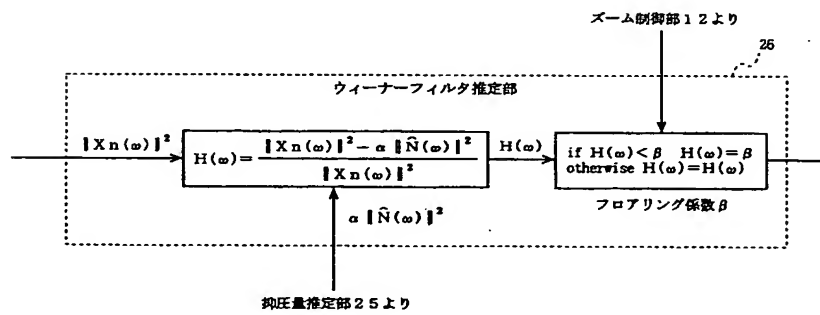 ズーム制御部12より
26
ウィーナーフィルタ推定部
‖Xn(ω)‖²
H(ω)=(‖Xn(ω)‖²-α‖N̂(ω)‖²)/‖Xn(ω)‖²
H(ω)
if H(ω)<β H(ω)=β
otherwise H(ω)=H(ω)
フロアリング係数β
α‖N̂(ω)‖²
抑圧量推定部25より